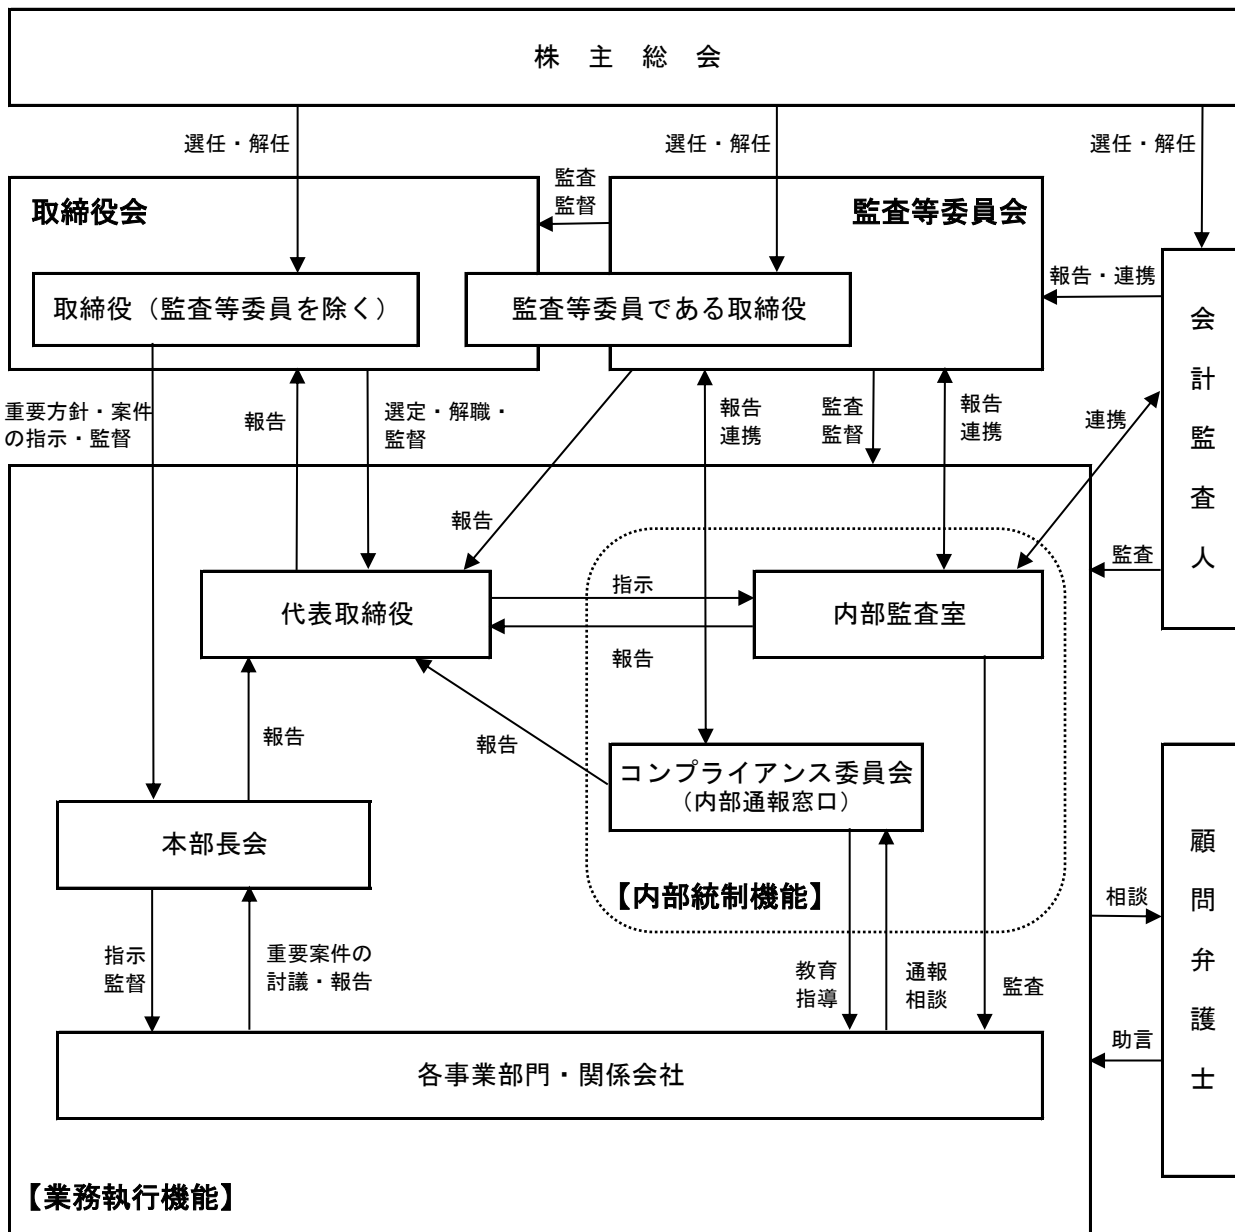 株主総会
選任・解任
選任・解任
選任・解任
取締役会
監査
監督
監査等委員会
取締役（監査等委員を除く）
監査等委員である取締役
報告・連携
会計監査人
重要方針・案件
の指示・監督
報告
選定・解職・
監督
報告
連携
監査
監督
報告
連携
連携
報告
監査
代表取締役
指示
内部監査室
報告
報告
報告
コンプライアンス委員会
（内部通報窓口）
本部長会
顧問弁護士
【内部統制機能】
相談
指示
監督
重要案件の
討議・報告
教育
指導
通報
相談
監査
助言
各事業部門・関係会社
【業務執行機能】